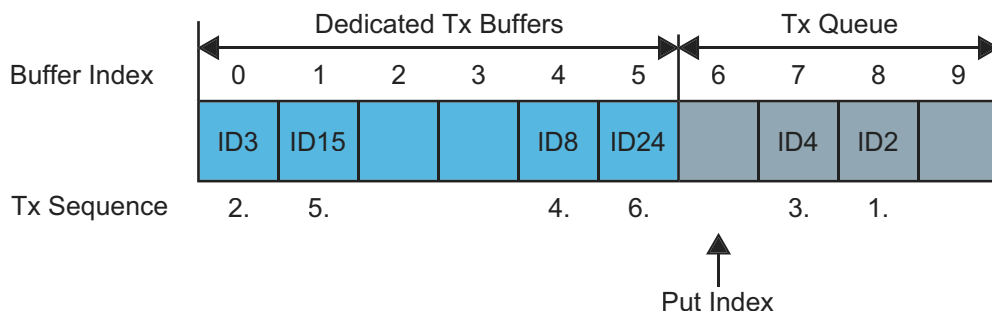 Dedicated Tx Buffers Tx Queue
Buffer Index 0 1 2 3 4 5 6 7 8 9
ID3 ID15 ID8 ID24 ID4 ID2
Tx Sequence 2. 5. 4. 6. 3. 1.
Put Index